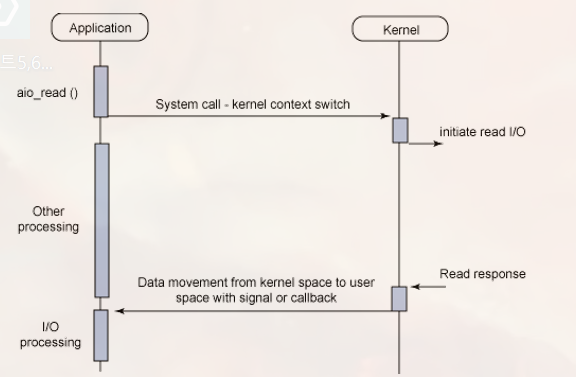 Application
Kernel
트5,6...
aio_read ()
System call - kernel context switch
initiate read I/O
Other
processing
Read response
Data movement from kernel space to user
space with signal or callback
I/O
processing